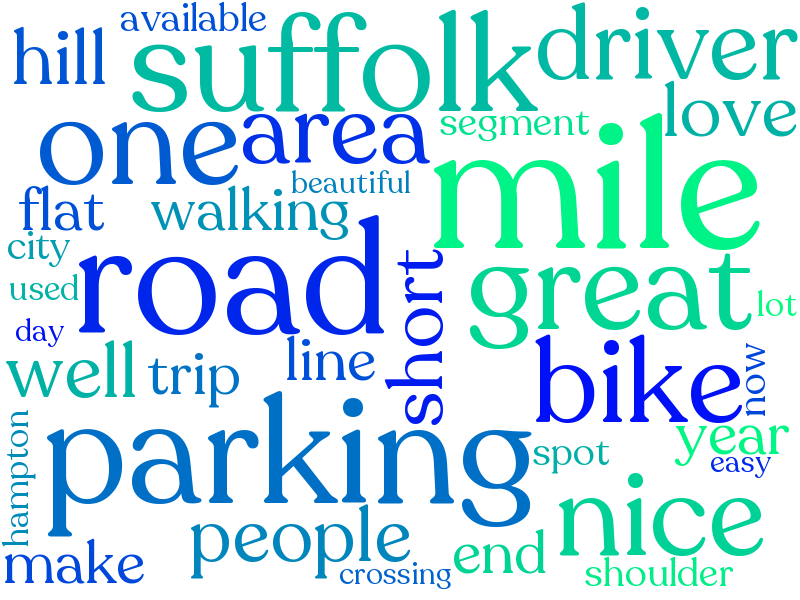 available
hill
suffolk
driver
love
one
area
segment
mile
beautiful
flat
walking
city
road
used
short
great
lot
day
well
trip
line
bike
now
parking
hampton
spot
year
easy
people
nice
make
crossing
end
shoulder